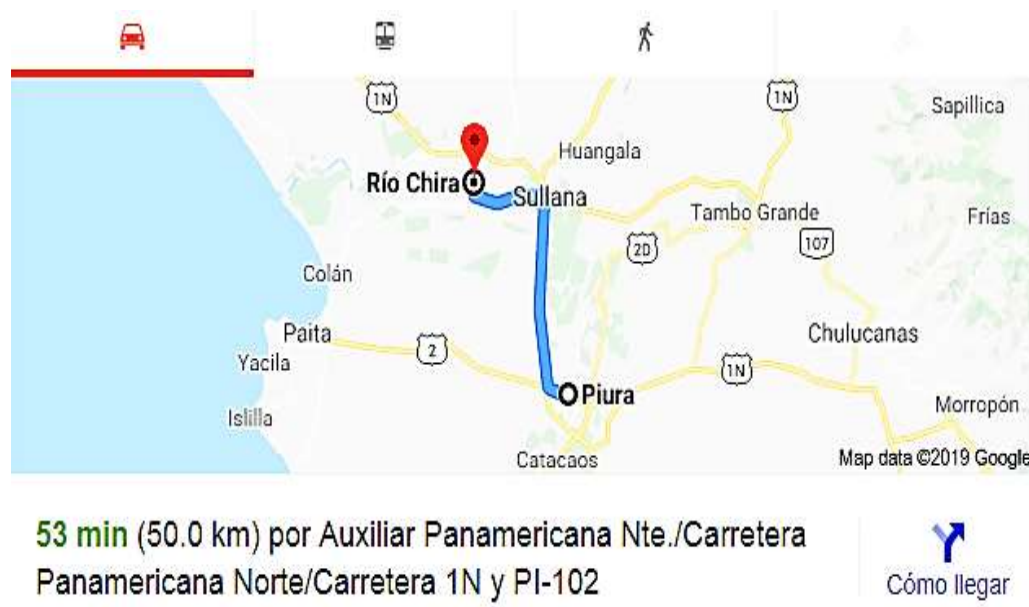 1N
1N
Sapillica
Huangala
Río Chira
Sullana
Tambo Grande
Frías
2D
107
Colán
Paita
2
Chulucanas
Yacila
1N
Piura
Morropón
Islilla
Catacaos
Map data ©2019 Google
53 min (50.0 km) por Auxiliar Panamericana Nte./Carretera
Panamericana Norte/Carretera 1N y PI-102
Cómo llegar